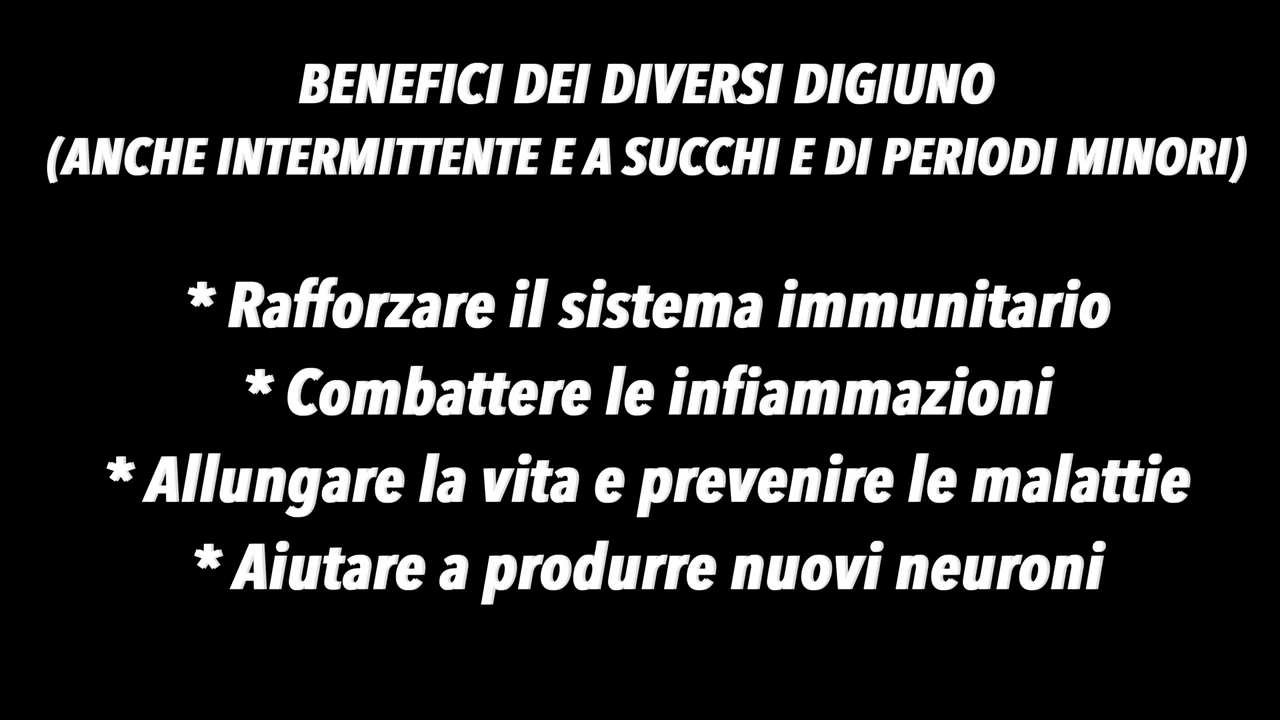 BENEFICI DEI DIVERSI DIGIUNO
(ANCHE INTERMITTENTE E A SUCCHI E DI PERIODI MINORI)
* Rafforzare il sistema immunitario
* Combattere le infiammazioni
* Allungare la vita e prevenire le malattie
* Aiutare a produrre nuovi neuroni